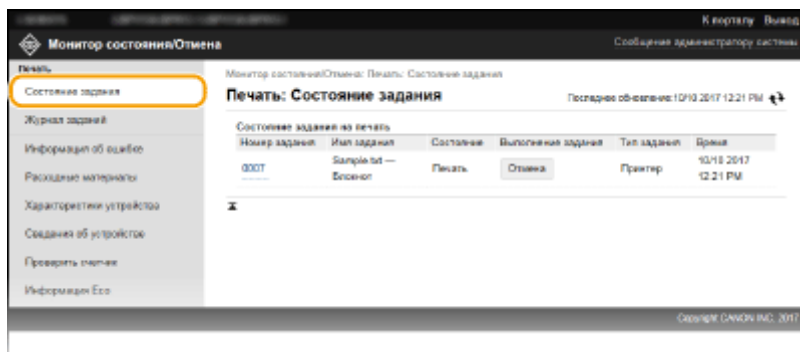 К порталу Выход
Монитор состояния/Отмена
Сообщение администратору системы
Печать
Состояние задания
Журнал заданий
Информация об ошибке
Расходные материалы
Характеристики устройства
Сведения об устройстве
Проверить счетчик
Информация Eco
Монитор состояния/Отмена: Печать: Состояние задания
Печать: Состояние задания
Последнее обновление: 10/10 2017 12:21 PM
Состояние задания на печать
Номер задания Имя задания Состояние Выполнение задания Тип задания Время
0007 Sample.txt — Блокнот Печать Отмена Принтер 10/10 2017 12:21 PM
Copyright CANON INC. 2017